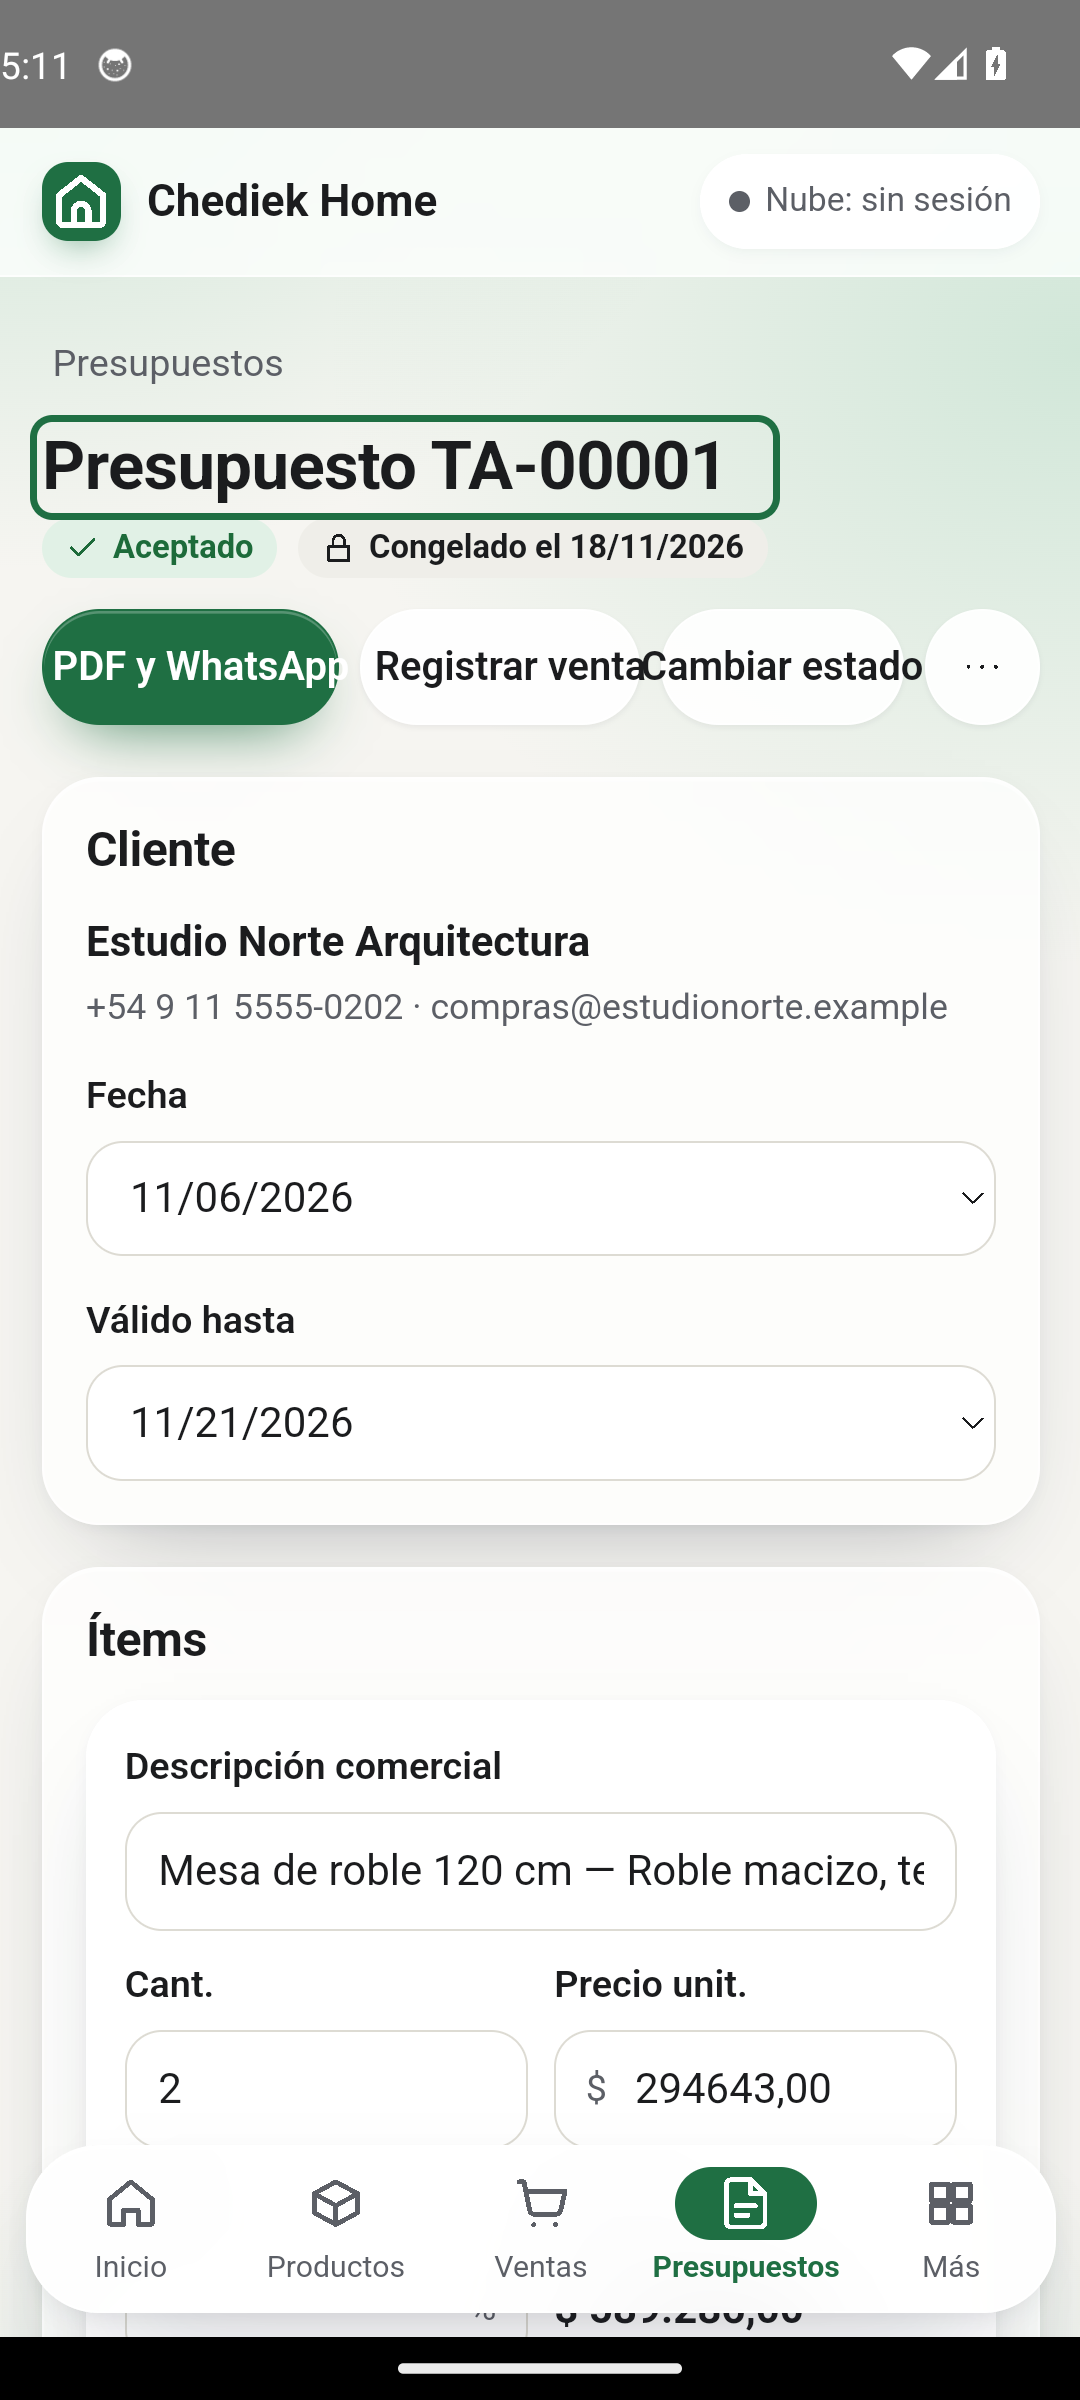 5:11
Chediek Home
Nube: sin sesión
Presupuestos
Presupuesto TA-00001
Aceptado
Congelado el 18/11/2026
PDF y WhatsApp
Registrar venta
Cambiar estado
...
Cliente
Estudio Norte Arquitectura
+54 9 11 5555-0202 · compras@estudionorte.example
Fecha
11/06/2026
Válido hasta
11/21/2026
Ítems
Descripción comercial
Mesa de roble 120 cm — Roble macizo, te
Cant.
Precio unit.
2
$ 294643,00
Inicio
Productos
Ventas
Presupuestos
Más